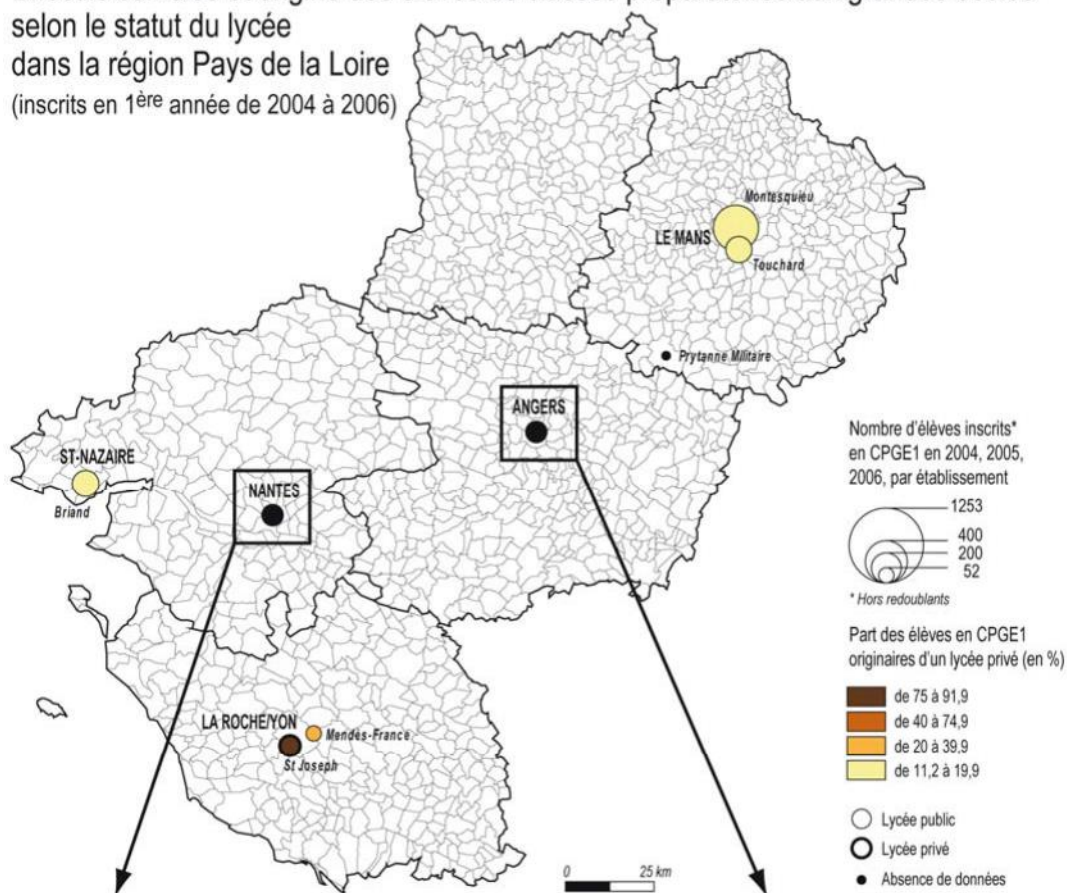 selon le statut du lycée
dans la région Pays de la Loire
(inscrits en 1ère année de 2004 à 2006)
Montesquieu
LE MANS
Touchard
Prytanne Militaire
ANGERS
ST-NAZAIRE
Briand
NANTES
LA ROCHE/YON
Mendès-France
St Joseph
Nombre d'élèves inscrits*
en CPGE1 en 2004, 2005,
2006, par établissement
1253
400
200
52
* Hors redoublants
Part des élèves en CPGE1
originaires d'un lycée privé (en %)
de 75 à 91,9
de 40 à 74,9
de 20 à 39,9
de 11,2 à 19,9
Lycée public
Lycée privé
Absence de données
0 25 km